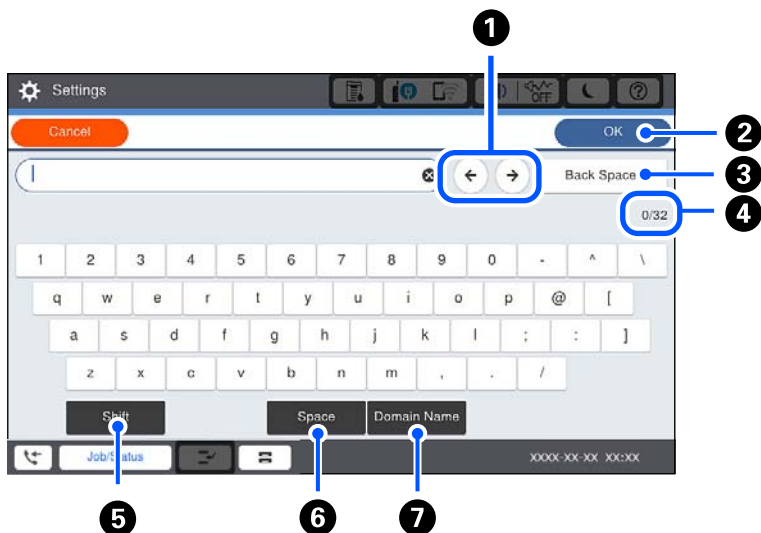 1
Settings
OFF
Cancel
OK
2
Back Space
3
0/32
4
1 2 3 4 5 6 7 8 9 0 - ^ \
q w e r t y u i o p @ [
a s d f g h j k l ; : ]
z x c v b n m , . /
Shift Space Domain Name
Job/Status
XXXX-XX-XX XX:XX
5 6 7